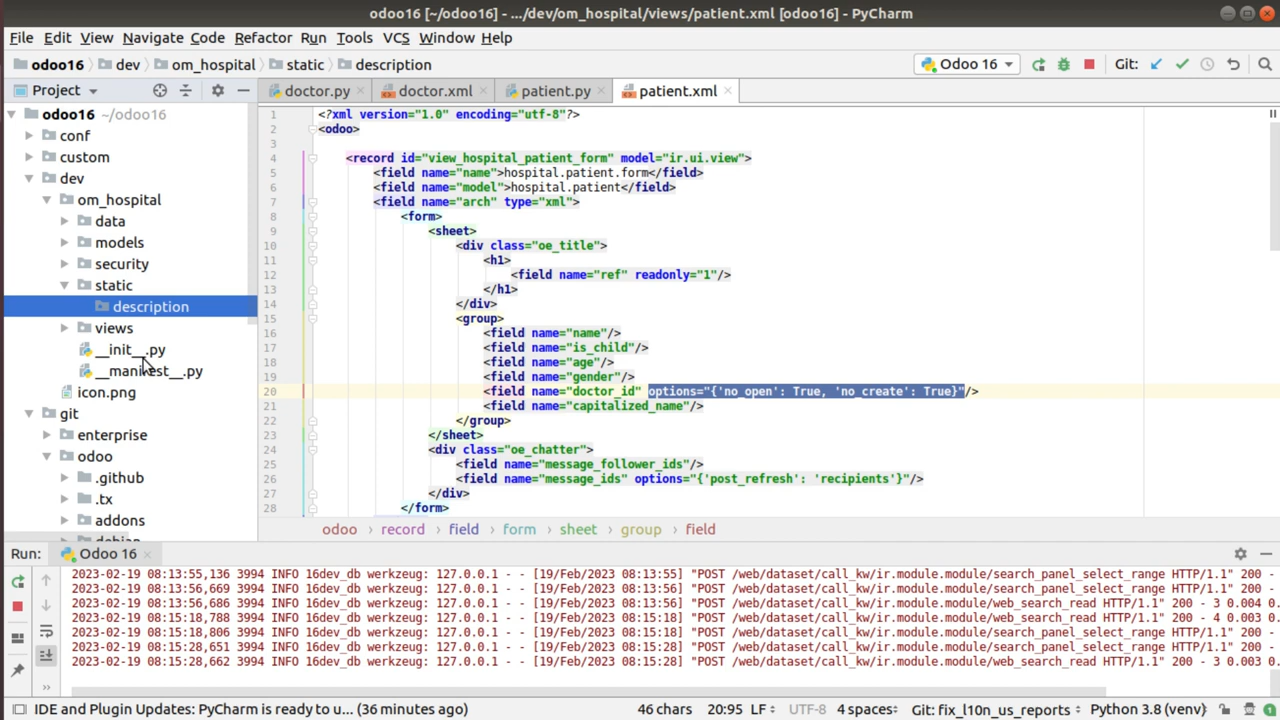 odoo16 [~/odoo16] - .../dev/om_hospital/views/patient.xml [odoo16] - PyCharm
File Edit View Navigate Code Refactor Run Tools VCS Window Help
odoo16 dev om_hospital static description Odoo 16 Git:
Project doctor.py doctor.xml patient.py patient.xml
odoo16 ~/odoo16
conf
custom
dev
om_hospital
data
models
security
static
description
views
__init__.py
__manifest__.py
icon.png
git
enterprise
odoo
.github
.tx
addons
debian
1 <?xml version="1.0" encoding="utf-8"?>
2 <odoo>
3
4 <record id="view_hospital_patient_form" model="ir.ui.view">
5 <field name="name">hospital.patient.form</field>
6 <field name="model">hospital.patient</field>
7 <field name="arch" type="xml">
8 <form>
9 <sheet>
10 <div class="oe_title">
11 <h1>
12 <field name="ref" readonly="1"/>
13 </h1>
14 </div>
15 <group>
16 <field name="name"/>
17 <field name="is_child"/>
18 <field name="age"/>
19 <field name="gender"/>
20 <field name="doctor_id" options="{'no_open': True, 'no_create': True}"/>
21 <field name="capitalized_name"/>
22 </group>
23 </sheet>
24 <div class="oe_chatter">
25 <field name="message_follower_ids"/>
26 <field name="message_ids" options="{'post_refresh': 'recipients'}"/>
27 </div>
28 </form>
odoo record field form sheet group field
Run: Odoo 16
2023-02-19 08:13:55,136 3994 INFO 16dev_db werkzeug: 127.0.0.1 - - [19/Feb/2023 08:13:55] "POST /web/dataset/call_kw/ir.module.module/search_panel_select_range HTTP/1.1" 200 -
2023-02-19 08:13:56,669 3994 INFO 16dev_db werkzeug: 127.0.0.1 - - [19/Feb/2023 08:13:56] "POST /web/dataset/call_kw/ir.module.module/search_panel_select_range HTTP/1.1" 200 -
2023-02-19 08:13:56,686 3994 INFO 16dev_db werkzeug: 127.0.0.1 - - [19/Feb/2023 08:13:56] "POST /web/dataset/call_kw/ir.module.module/web_search_read HTTP/1.1" 200 - 3 0.004 0.
2023-02-19 08:15:18,788 3994 INFO 16dev_db werkzeug: 127.0.0.1 - - [19/Feb/2023 08:15:18] "POST /web/dataset/call_kw/ir.module.module/web_search_read HTTP/1.1" 200 - 4 0.003 0.
2023-02-19 08:15:18,806 3994 INFO 16dev_db werkzeug: 127.0.0.1 - - [19/Feb/2023 08:15:18] "POST /web/dataset/call_kw/ir.module.module/search_panel_select_range HTTP/1.1" 200 -
2023-02-19 08:15:28,651 3994 INFO 16dev_db werkzeug: 127.0.0.1 - - [19/Feb/2023 08:15:28] "POST /web/dataset/call_kw/ir.module.module/search_panel_select_range HTTP/1.1" 200 -
2023-02-19 08:15:28,662 3994 INFO 16dev_db werkzeug: 127.0.0.1 - - [19/Feb/2023 08:15:28] "POST /web/dataset/call_kw/ir.module.module/web_search_read HTTP/1.1" 200 - 3 0.003 0.
IDE and Plugin Updates: PyCharm is ready to u... (36 minutes ago) 46 chars 20:95 LF UTF-8 4 spaces Git: fix_l10n_us_reports Python 3.8 (venv) 1